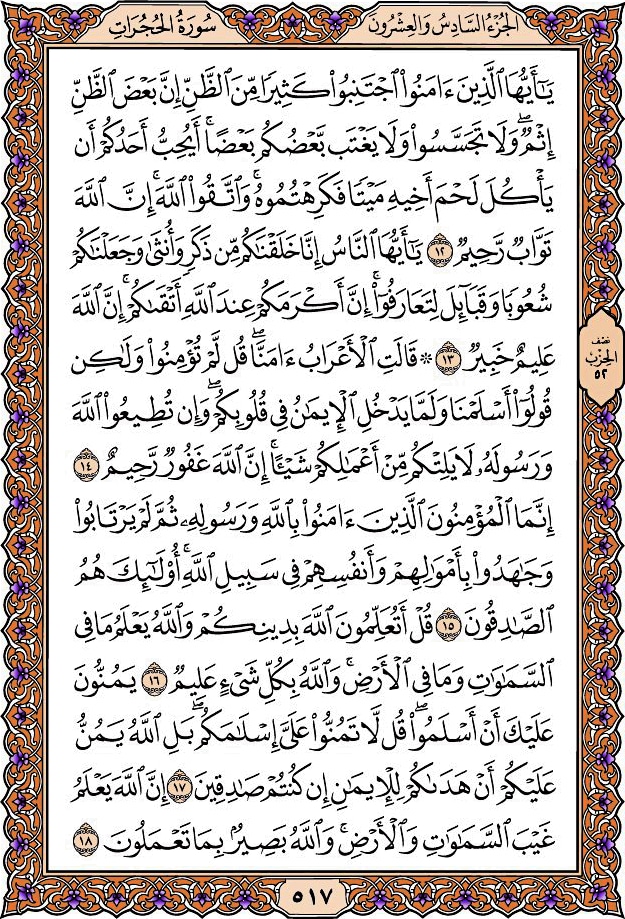 الجُزْءُ السَّادِسُ وَالْعِشْرُونَ
سُورَةُ الحُجُرَاتِ
يَٰٓأَيُّهَا ٱلَّذِينَ ءَامَنُواْ ٱجْتَنِبُواْ كَثِيرٗا مِّنَ ٱلظَّنِّ إِنَّ بَعْضَ ٱلظَّنِّ
إِثْمٞۖ وَلَا تَجَسَّسُواْ وَلَا يَغْتَب بَّعْضُكُم بَعْضًاۚ أَيُحِبُّ أَحَدُكُمْ أَن
يَأْكُلَ لَحْمَ أَخِيهِ مَيْتٗا فَكَرِهْتُمُوهُۚ وَٱتَّقُواْ ٱللَّهَۚ إِنَّ ٱللَّهَ
تَوَّابٞ رَّحِيمٞ ١٢ يَٰٓأَيُّهَا ٱلنَّاسُ إِنَّا خَلَقْنَٰكُم مِّن ذَكَرٖ وَأُنثَىٰ وَجَعَلْنَٰكُمْ
شُعُوبٗا وَقَبَآئِلَ لِتَعَارَفُوٓاْۚ إِنَّ أَكْرَمَكُمْ عِندَ ٱللَّهِ أَتْقَىٰكُمْۚ إِنَّ ٱللَّهَ
عَلِيمٌ خَبِيرٞ ١٣ ۞ قَالَتِ ٱلْأَعْرَابُ ءَامَنَّاۖ قُل لَّمْ تُؤْمِنُواْ وَلَٰكِن
قُولُوٓاْ أَسْلَمْنَا وَلَمَّا يَدْخُلِ ٱلْإِيمَٰنُ فِي قُلُوبِكُمْۖ وَإِن تُطِيعُواْ ٱللَّهَ
وَرَسُولَهُۥ لَا يَلِتْكُم مِّنْ أَعْمَٰلِكُمْ شَيْـًٔاۚ إِنَّ ٱللَّهَ غَفُورٞ رَّحِيمٌ ١٤
إِنَّمَا ٱلْمُؤْمِنُونَ ٱلَّذِينَ ءَامَنُواْ بِٱللَّهِ وَرَسُولِهِۦ ثُمَّ لَمْ يَرْتَابُواْ
وَجَٰهَدُواْ بِأَمْوَٰلِهِمْ وَأَنفُسِهِمْ فِي سَبِيلِ ٱللَّهِۚ أُوْلَٰٓئِكَ هُمُ
ٱلصَّٰدِقُونَ ١٥ قُلْ أَتُعَلِّمُونَ ٱللَّهَ بِدِينِكُمْ وَٱللَّهُ يَعْلَمُ مَا فِي
ٱلسَّمَٰوَٰتِ وَمَا فِي ٱلْأَرْضِۚ وَٱللَّهُ بِكُلِّ شَيْءٍ عَلِيمٞ ١٦ يَمُنُّونَ
عَلَيْكَ أَنْ أَسْلَمُواْۖ قُل لَّا تَمُنُّواْ عَلَيَّ إِسْلَٰمَكُمۖ بَلِ ٱللَّهُ يَمُنُّ
عَلَيْكُمْ أَنْ هَدَىٰكُمْ لِلْإِيمَٰنِ إِن كُنتُمْ صَٰدِقِينَ ١٧ إِنَّ ٱللَّهَ يَعْلَمُ
غَيْبَ ٱلسَّمَٰوَٰتِ وَٱلْأَرْضِۚ وَٱللَّهُ بَصِيرُۢ بِمَا تَعْمَلُونَ ١٨
نصف
الحزب
٥٢
٥١٧